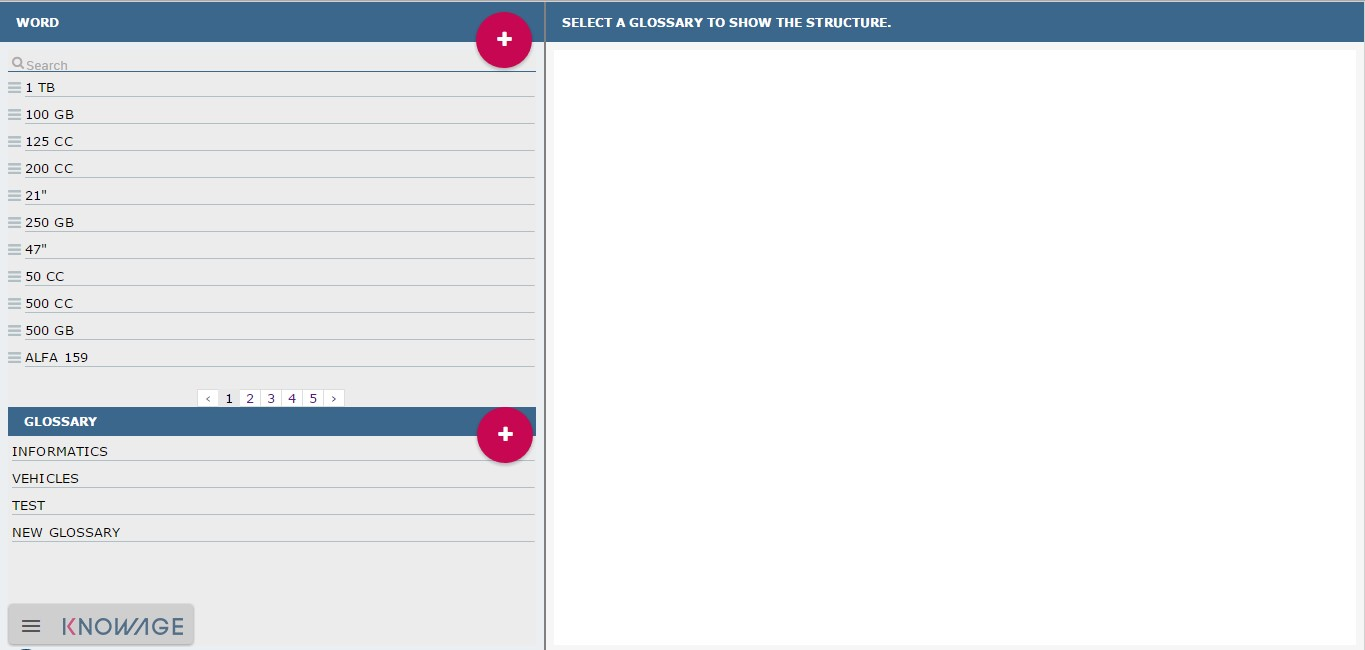 WORD
+
Search
1 TB
100 GB
125 CC
200 CC
21"
250 GB
47"
50 CC
500 CC
500 GB
ALFA 159
‹ 1 2 3 4 5 ›
GLOSSARY
+
INFORMATICS
VEHICLES
TEST
NEW GLOSSARY
KNOWAGE
SELECT A GLOSSARY TO SHOW THE STRUCTURE.